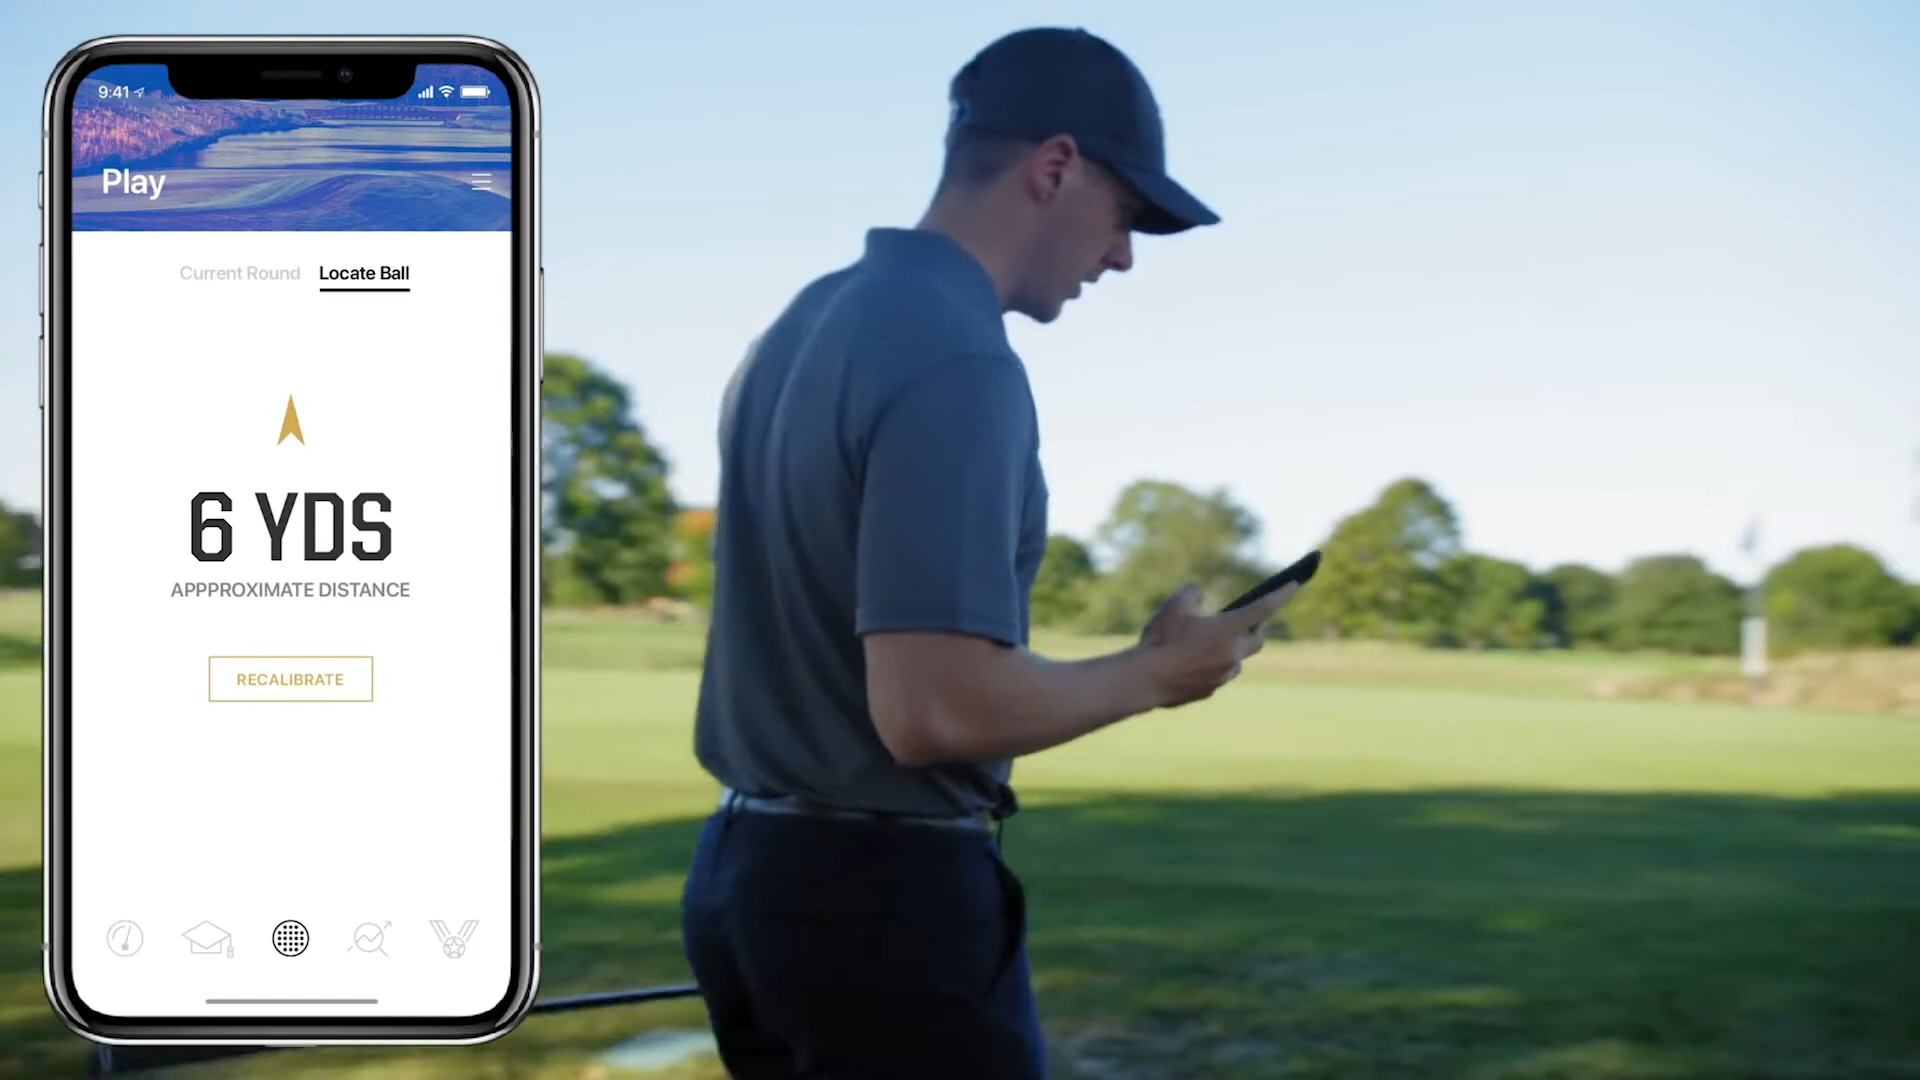 9:41
Play
Current Round Locate Ball
6 YDS
APPPROXIMATE DISTANCE
RECALIBRATE